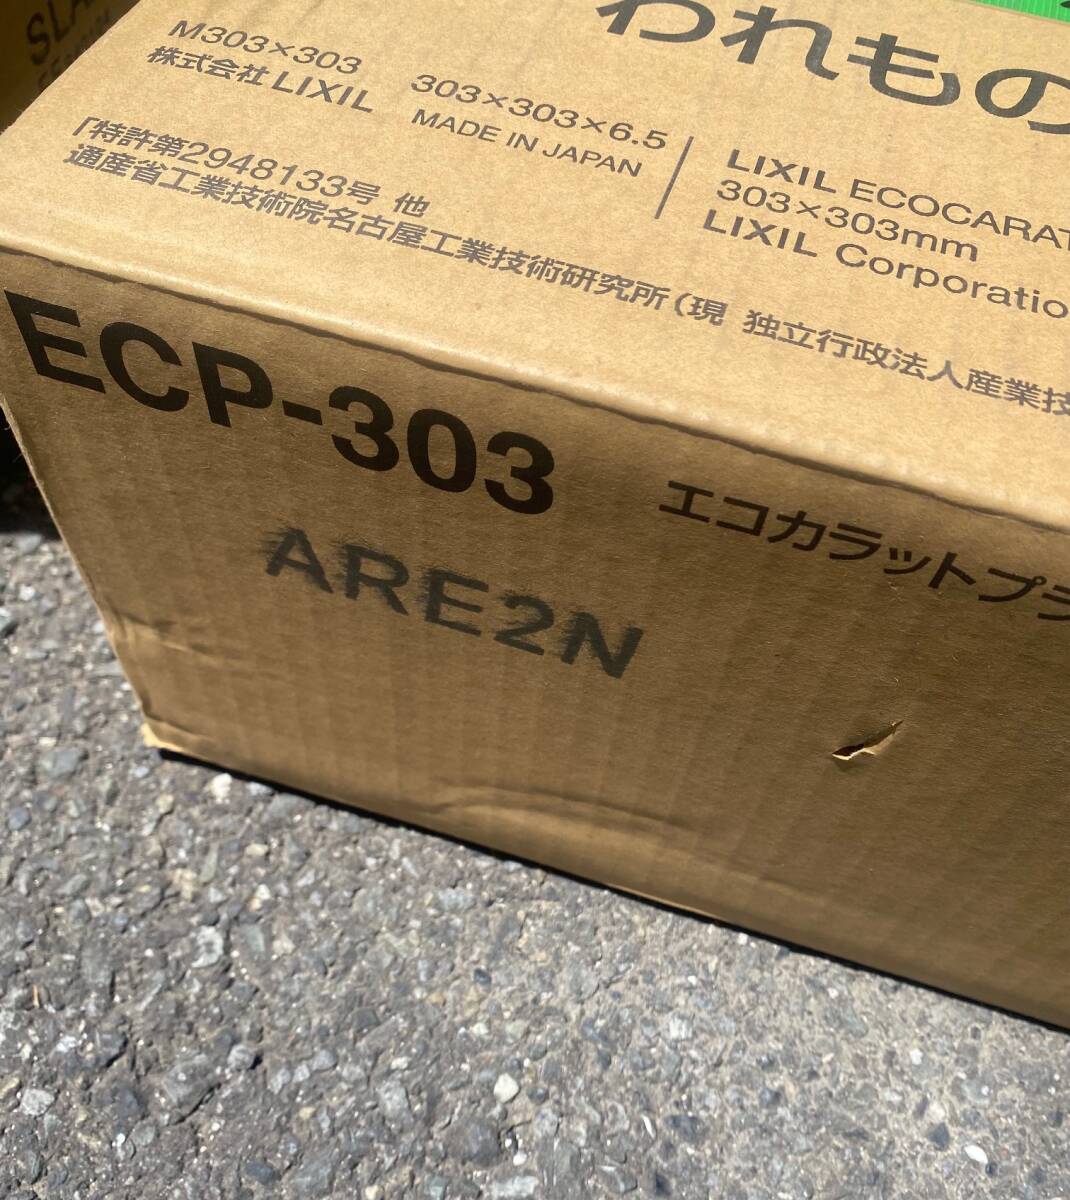 われもの
M303×303
株式会社 LIXIL
303×303×6.5
MADE IN JAPAN
LIXIL ECOCARAT
303×303mm
LIXIL Corporatio
「特許第2948133号 他
通産省工業技術院名古屋工業技術研究所(現 独立行政法人産業技
ECP-303
エコカラットプラ
ARE2N